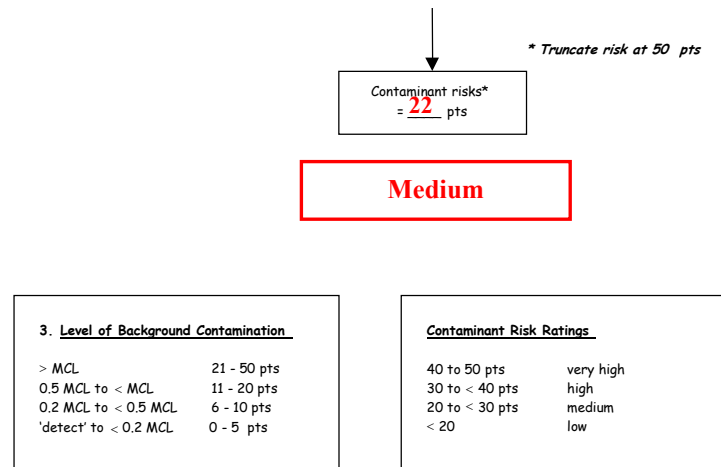 * Truncate risk at 50 pts
Contaminant risks*
= 22 pts
Medium
3. Level of Background Contamination
> MCL 21 - 50 pts
0.5 MCL to < MCL 11 - 20 pts
0.2 MCL to < 0.5 MCL 6 - 10 pts
'detect' to < 0.2 MCL 0 - 5 pts
Contaminant Risk Ratings
40 to 50 pts very high
30 to < 40 pts high
20 to < 30 pts medium
< 20 low